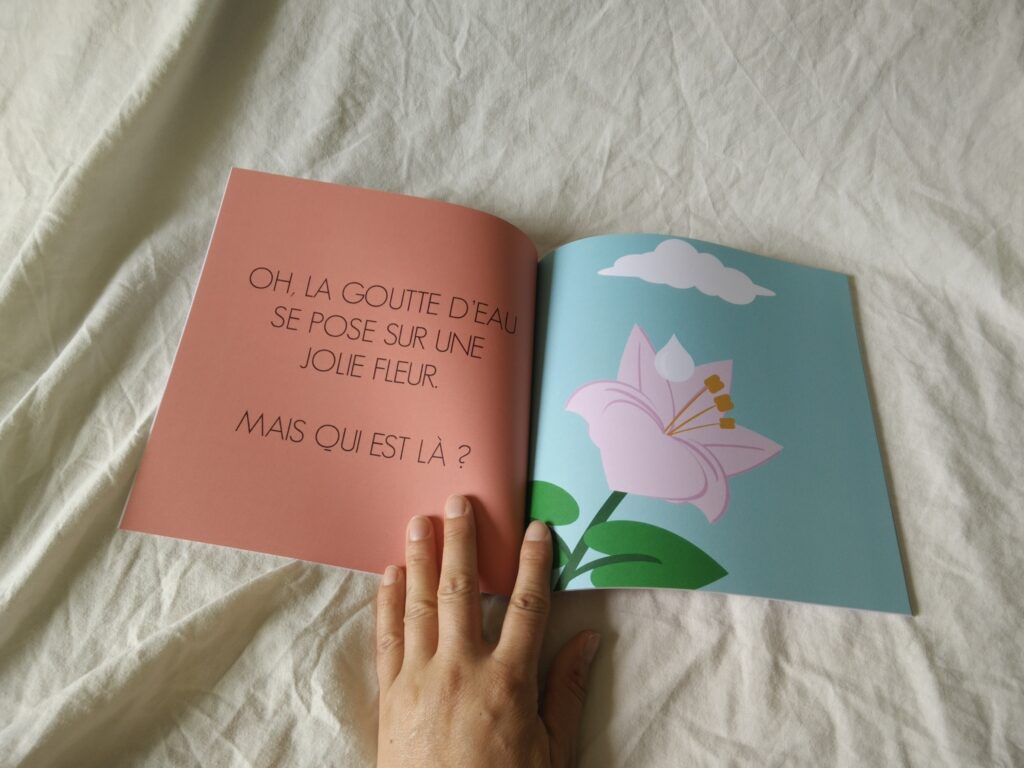 OH, LA GOUTTE D'EAU
SE POSE SUR UNE
JOLIE FLEUR.
MAIS QUI EST LÀ ?